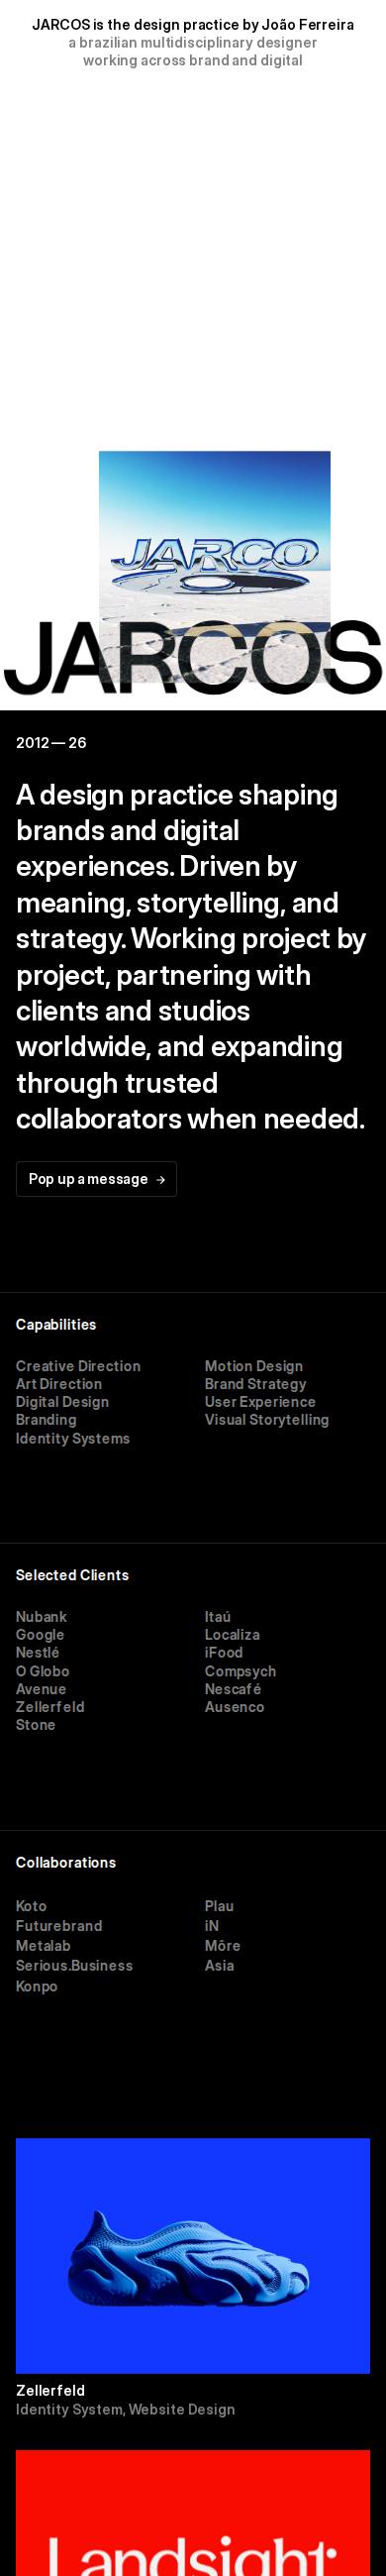 JARCOS is the design practice by João Ferreira
a brazilian multidisciplinary designer
working across brand and digital
JARCO
JARCOS
2012 — 26
A design practice shaping
brands and digital
experiences. Driven by
meaning, storytelling, and
strategy. Working project by
project, partnering with
clients and studios
worldwide, and expanding
through trusted
collaborators when needed.
Pop up a message →
Capabilities
Creative Direction
Art Direction
Digital Design
Branding
Identity Systems
Motion Design
Brand Strategy
User Experience
Visual Storytelling
Selected Clients
Nubank
Google
Nestlé
O Globo
Avenue
Zellerfeld
Stone
Itaú
Localiza
iFood
Compsych
Nescafé
Ausenco
Collaborations
Koto
Futurebrand
Metalab
Serious.Business
Konpo
Plau
iN
Mõre
Asia
Zellerfeld
Identity System, Website Design
Landsight